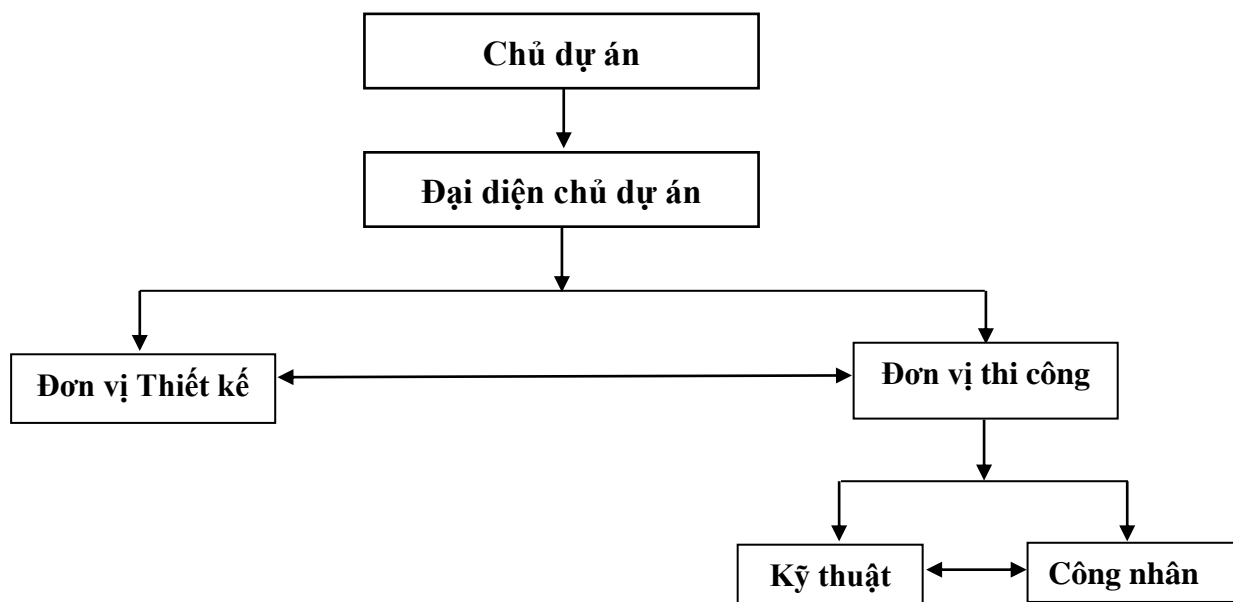 Chủ dự án
Đại diện chủ dự án
Đơn vị Thiết kế
Đơn vị thi công
Kỹ thuật
Công nhân